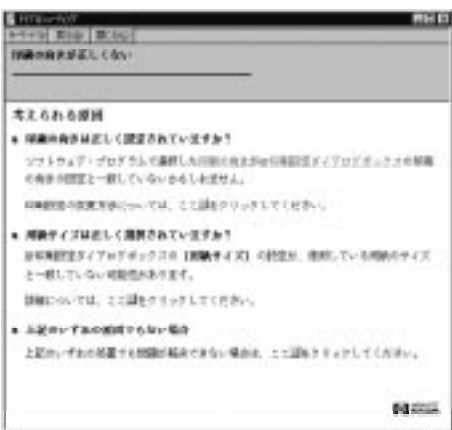 印刷の向きが正しくない
考えられる原因
印刷の向きは正しく設定されていますか?
ソフトウェア・プログラムで選択した印刷の向きがHP印刷設定ダイアログボックスの印刷
の向きの設定と一致していないかもしれません。
印刷設定の変更方法については、ここをクリックしてください。
用紙サイズは正しく選択されていますか?
HP印刷設定ダイアログボックスの［用紙サイズ］の設定が、使用している用紙のサイズ
と一致していない可能性があります。
詳細については、ここをクリックしてください。
上記のいずれの原因でもない場合
上記のいずれの処置でも問題が解決できない場合は、ここをクリックしてください。